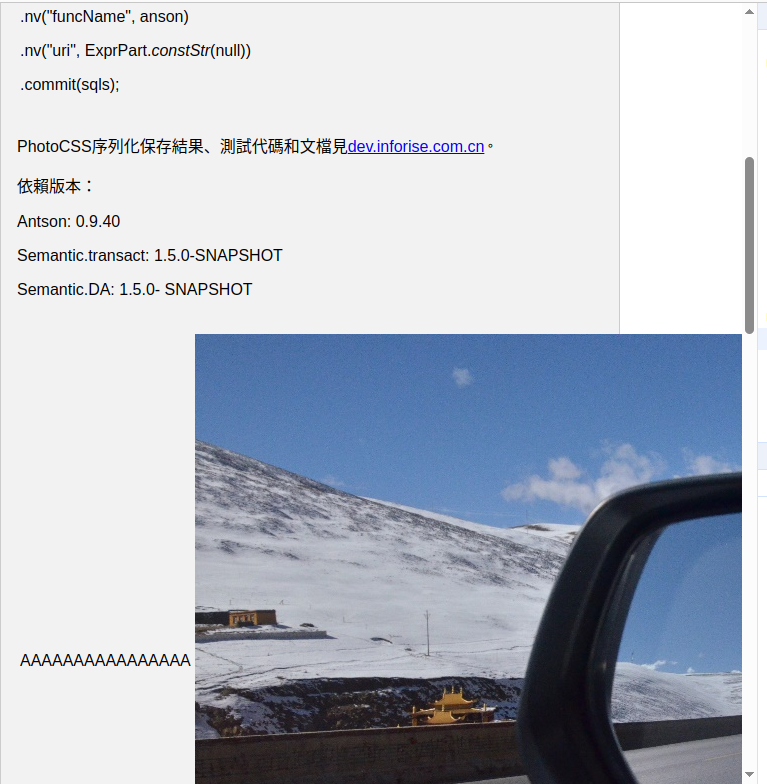 .nv("funcName", anson)
.nv("uri", ExprPart.constStr(null))
.commit(sqls);
PhotoCSS序列化保存結果、測試代碼和文檔見dev.inforise.com.cn。
依賴版本：
Antson: 0.9.40
Semantic.transact: 1.5.0-SNAPSHOT
Semantic.DA: 1.5.0- SNAPSHOT
AAAAAAAAAAAAAAAA